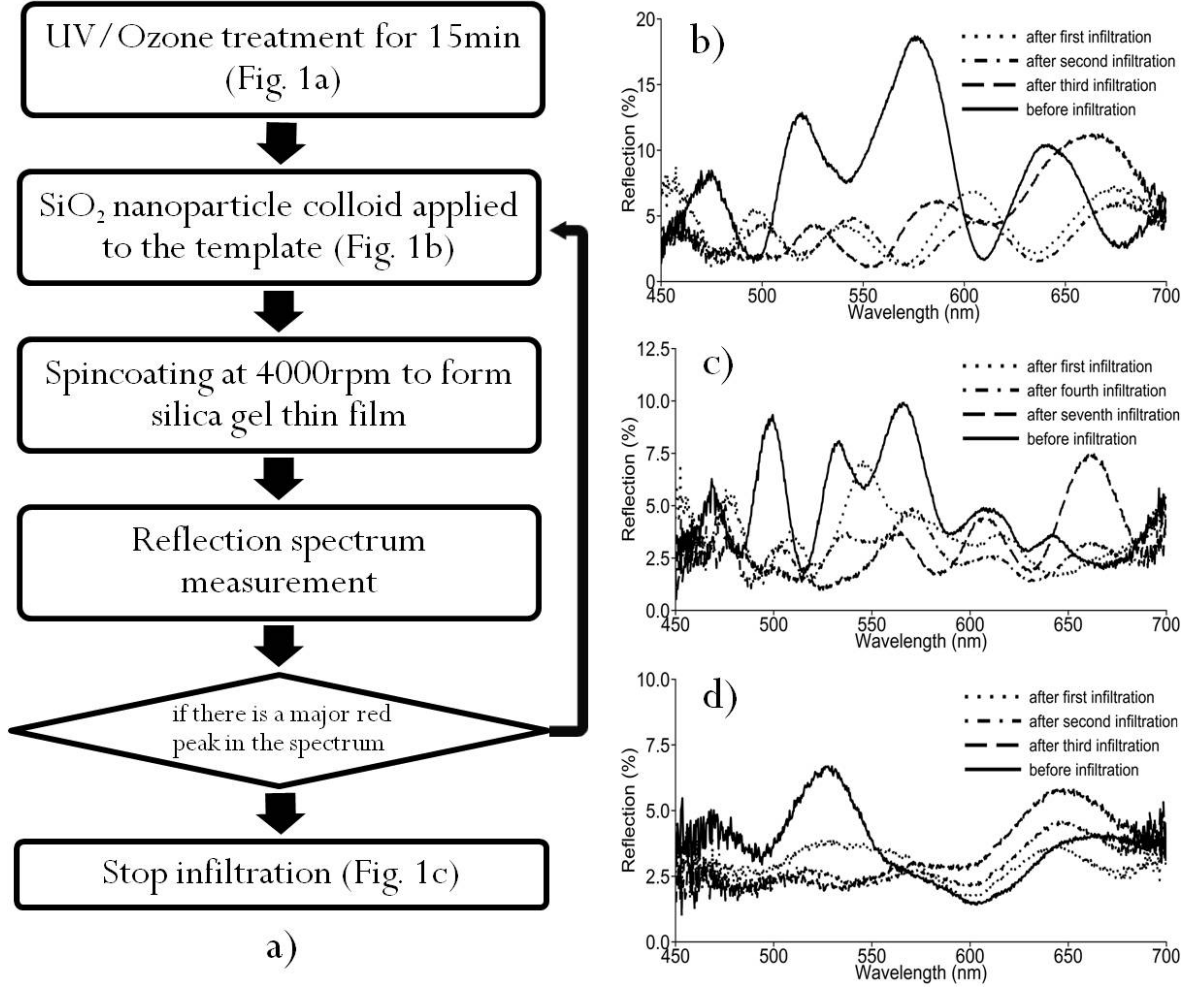 UV/Ozone treatment for 15min
(Fig. 1a)
SiO₂ nanoparticle colloid applied
to the template (Fig. 1b)
Spincoating at 4000rpm to form
silica gel thin film
Reflection spectrum
measurement
if there is a major red
peak in the spectrum
Stop infiltration (Fig. 1c)
a)
b)
after first infiltration
after second infiltration
after third infiltration
before infiltration
Reflection (%)
20
15
10
5
0
450 500 550 600 650 700
Wavelength (nm)
c)
after first infiltration
after fourth infiltration
after seventh infiltration
before infiltration
Reflection (%)
12.5
10.0
7.5
5.0
2.5
0.0
450 500 550 600 650 700
Wavelength (nm)
d)
after first infiltration
after second infiltration
after third infiltration
before infiltration
Reflection (%)
10.0
7.5
5.0
2.5
0.0
450 500 550 600 650 700
Wavelength (nm)